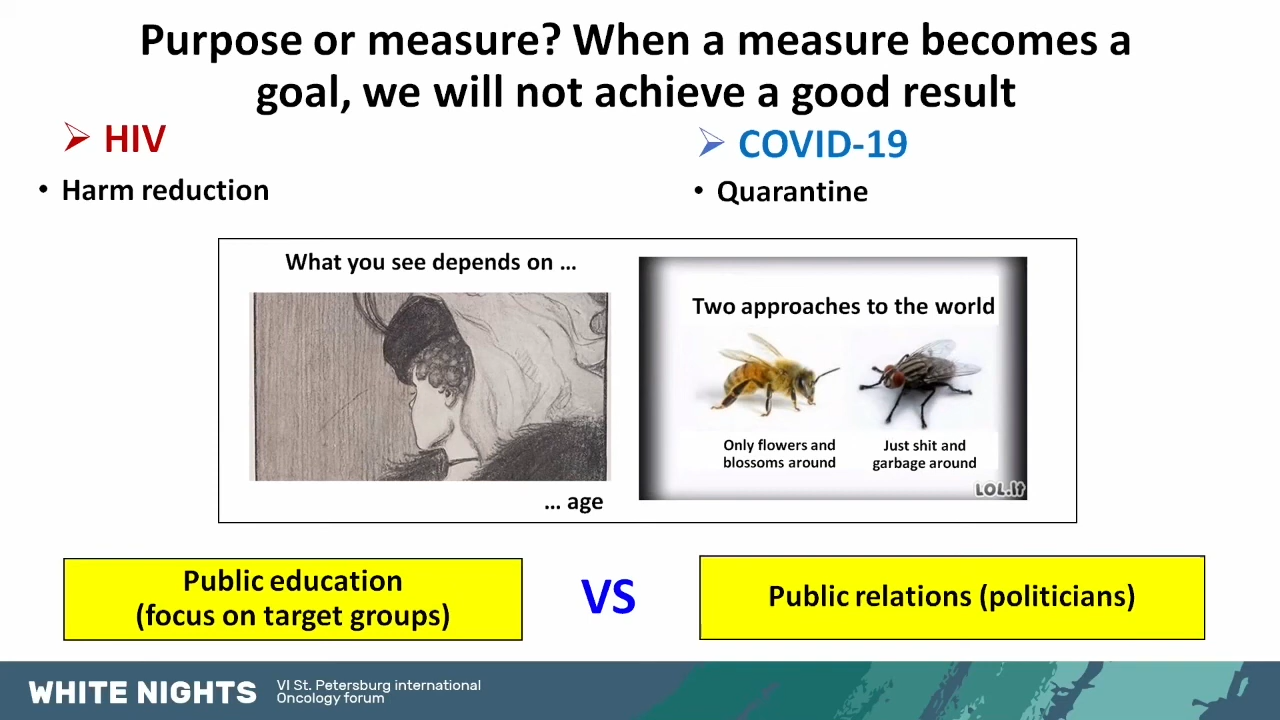 Purpose or measure? When a measure becomes a
goal, we will not achieve a good result
HIV
• Harm reduction
COVID-19
• Quarantine
What you see depends on ...
... age
Two approaches to the world
Only flowers and
blossoms around
Just shit and
garbage around
LOL.lt
Public education
(focus on target groups)
VS
Public relations (politicians)
WHITE NIGHTS
VI St. Petersburg international
Oncology forum